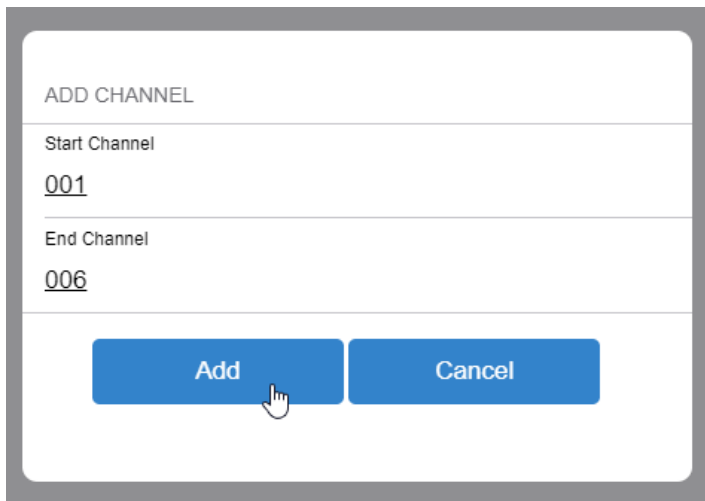 ADD CHANNEL
Start Channel
001
End Channel
006
Add Cancel